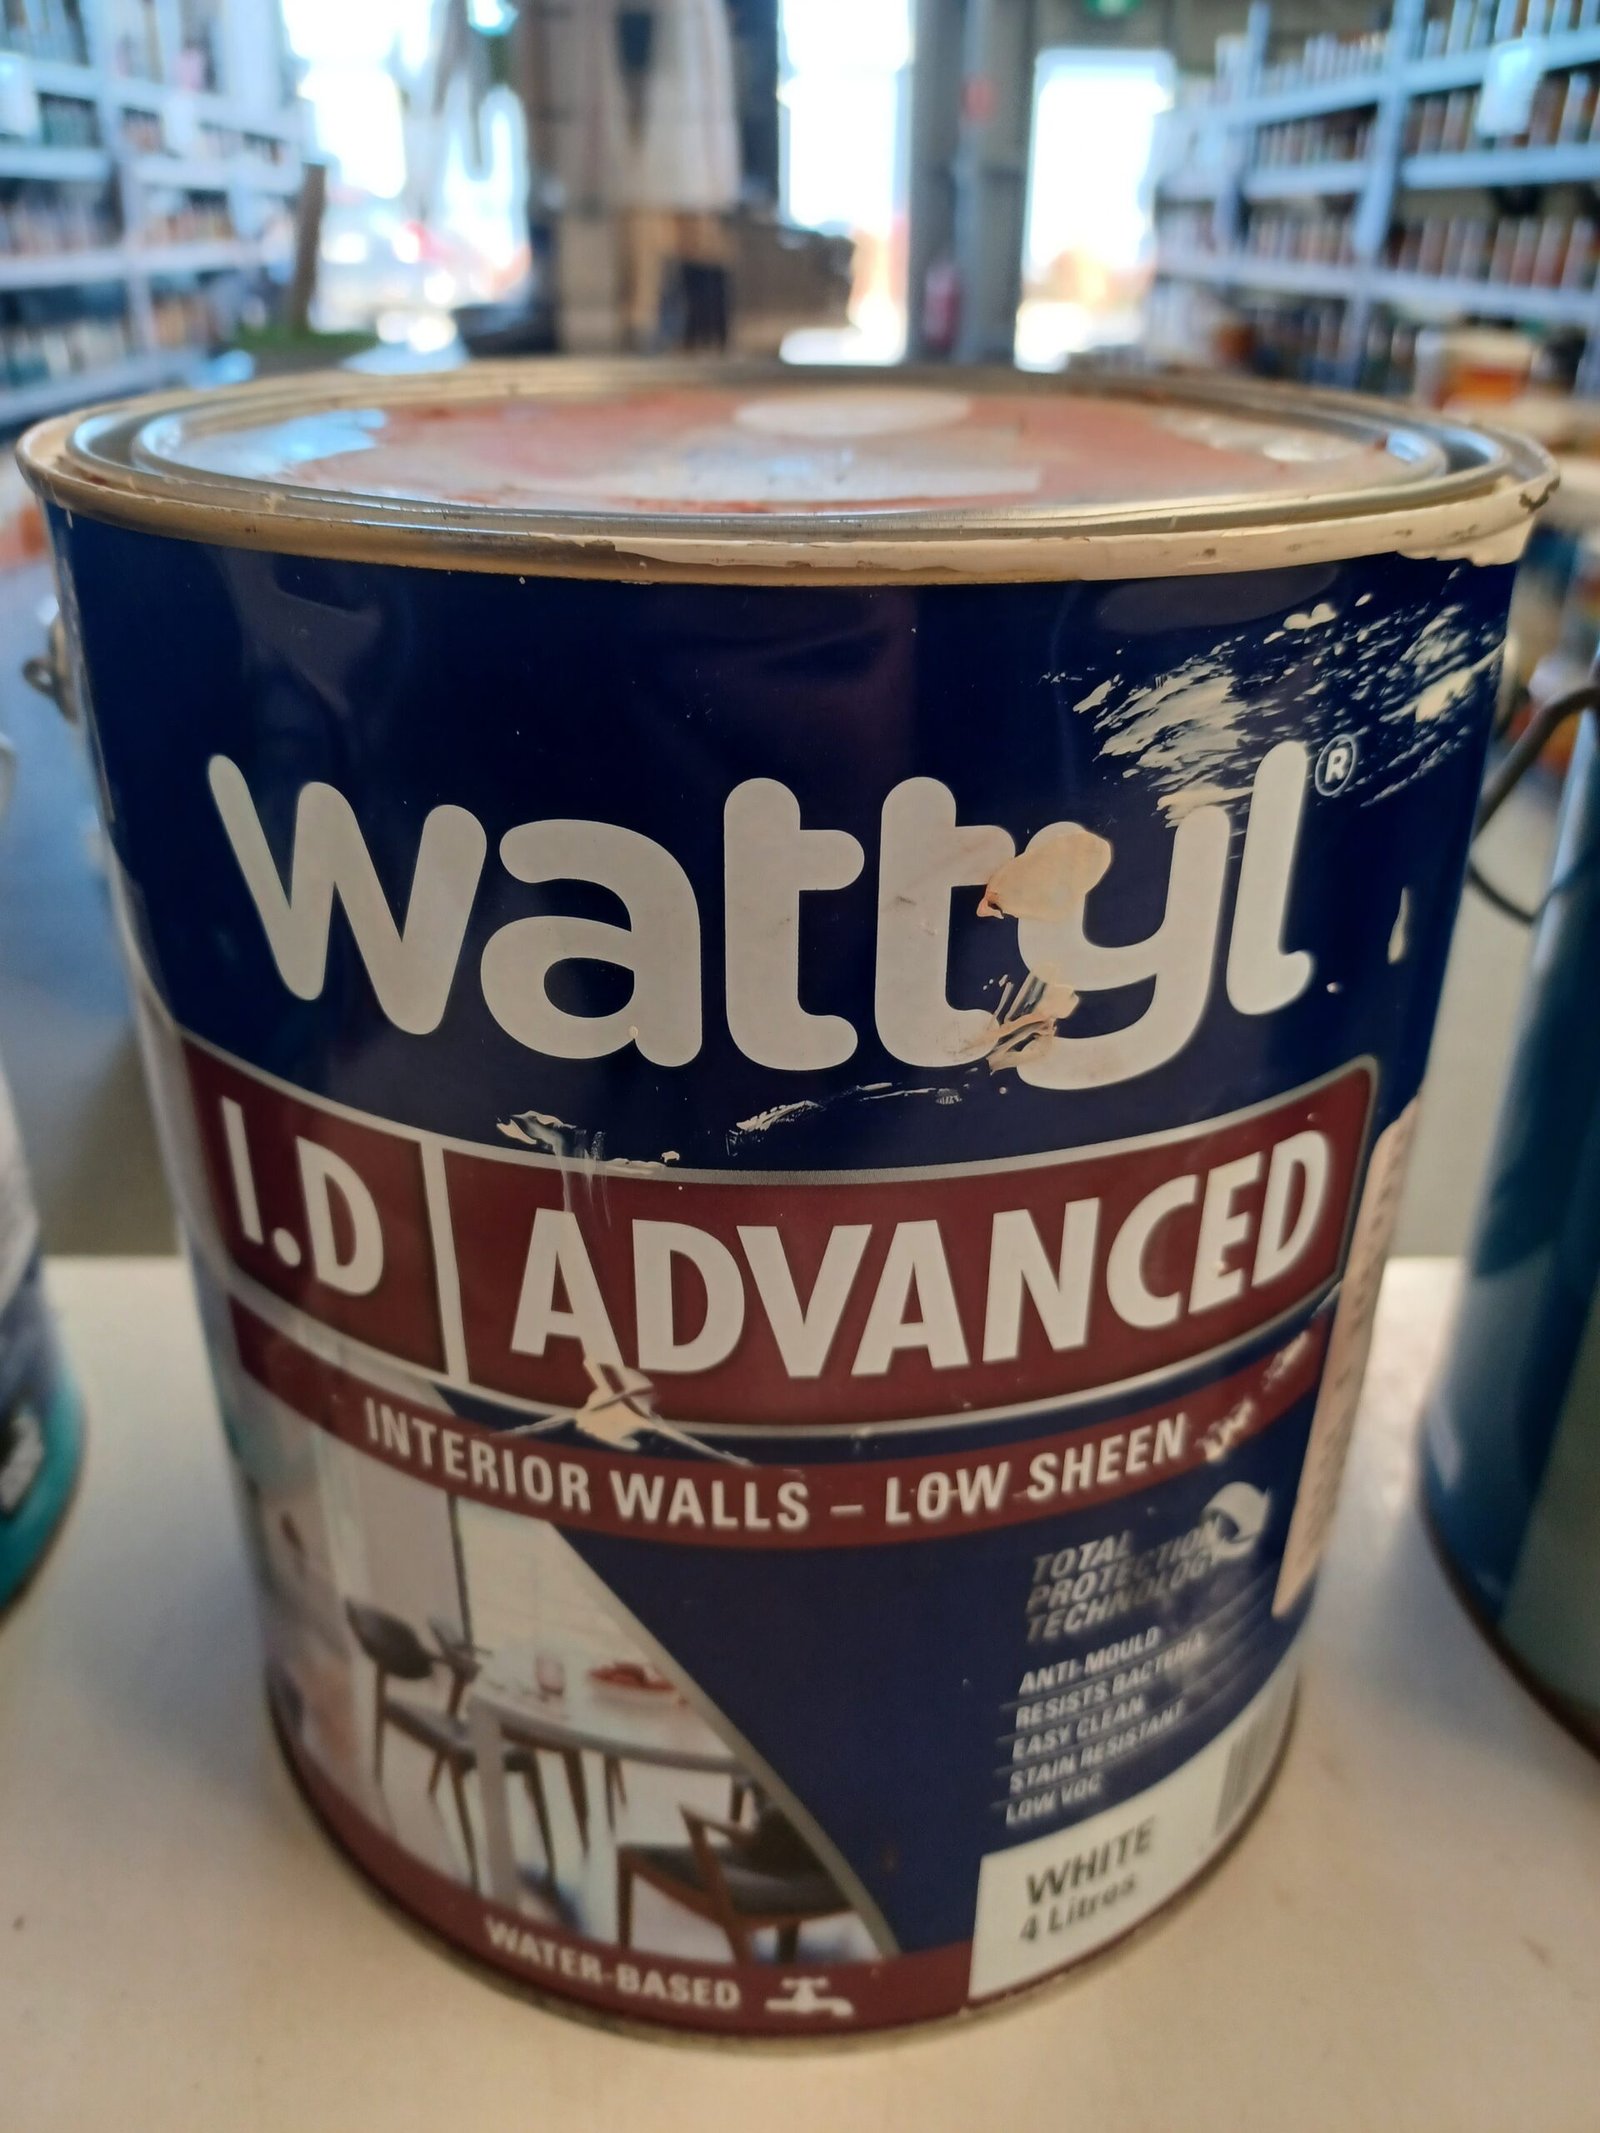 wattyl®
I.D ADVANCED
INTERIOR WALLS – LOW SHEEN
TOTAL
PROTECTION
TECHNOLOGY
ANTI-MOULD
RESISTS BACTERIA
EASY CLEAN
STAIN RESISTANT
LOW VOC
WHITE
4 Litres
WATER-BASED